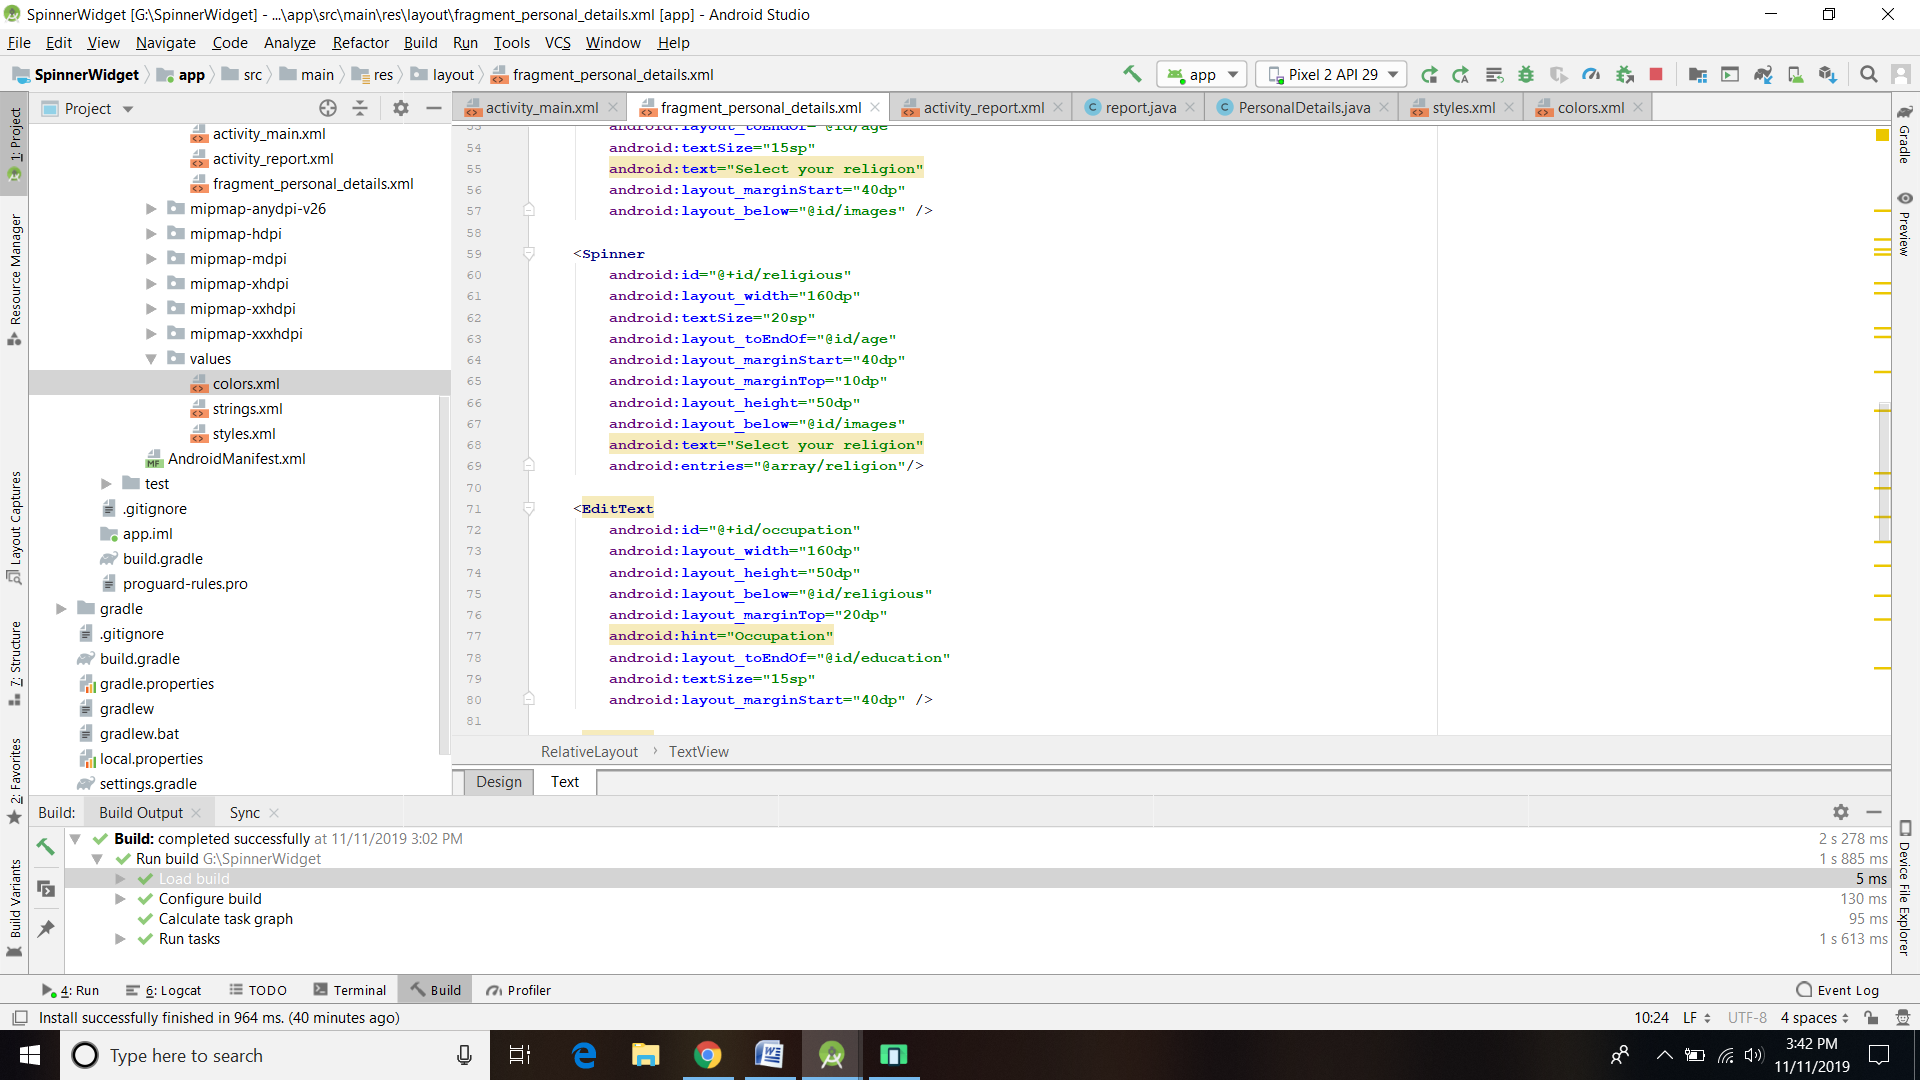 SpinnerWidget [G:\SpinnerWidget] - ...\app\src\main\res\layout\fragment_personal_details.xml [app] - Android Studio
File Edit View Navigate Code Analyze Refactor Build Run Tools VCS Window Help
SpinnerWidget app src main res layout fragment_personal_details.xml app Pixel 2 API 29
Project activity_main.xml fragment_personal_details.xml activity_report.xml report.java PersonalDetails.java styles.xml colors.xml
1: Project
Resource Manager
Layout Captures
7: Structure
2: Favorites
Build Variants
activity_main.xml
activity_report.xml
fragment_personal_details.xml
mipmap-anydpi-v26
mipmap-hdpi
mipmap-mdpi
mipmap-xhdpi
mipmap-xxhdpi
mipmap-xxxhdpi
values
colors.xml
strings.xml
styles.xml
AndroidManifest.xml
test
.gitignore
app.iml
build.gradle
proguard-rules.pro
gradle
.gitignore
build.gradle
gradle.properties
gradlew
gradlew.bat
local.properties
settings.gradle
53 android:layout_toEndOf="@id/age"
54 android:textSize="15sp"
55 android:text="Select your religion"
56 android:layout_marginStart="40dp"
57 android:layout_below="@id/images" />
58
59 <Spinner
60 android:id="@+id/religious"
61 android:layout_width="160dp"
62 android:textSize="20sp"
63 android:layout_toEndOf="@id/age"
64 android:layout_marginStart="40dp"
65 android:layout_marginTop="10dp"
66 android:layout_height="50dp"
67 android:layout_below="@id/images"
68 android:text="Select your religion"
69 android:entries="@array/religion"/>
70
71 <EditText
72 android:id="@+id/occupation"
73 android:layout_width="160dp"
74 android:layout_height="50dp"
75 android:layout_below="@id/religious"
76 android:layout_marginTop="20dp"
77 android:hint="Occupation"
78 android:layout_toEndOf="@id/education"
79 android:textSize="15sp"
80 android:layout_marginStart="40dp" />
81
RelativeLayout TextView
Design Text
Gradle
Preview
Device File Explorer
Build: Build Output Sync
Build: completed successfully at 11/11/2019 3:02 PM 2 s 278 ms
Run build G:\SpinnerWidget 1 s 885 ms
Load build 5 ms
Configure build 130 ms
Calculate task graph 95 ms
Run tasks 1 s 613 ms
4: Run 6: Logcat TODO Terminal Build Profiler Event Log
Install successfully finished in 964 ms. (40 minutes ago) 10:24 LF UTF-8 4 spaces
Type here to search 3:42 PM
11/11/2019